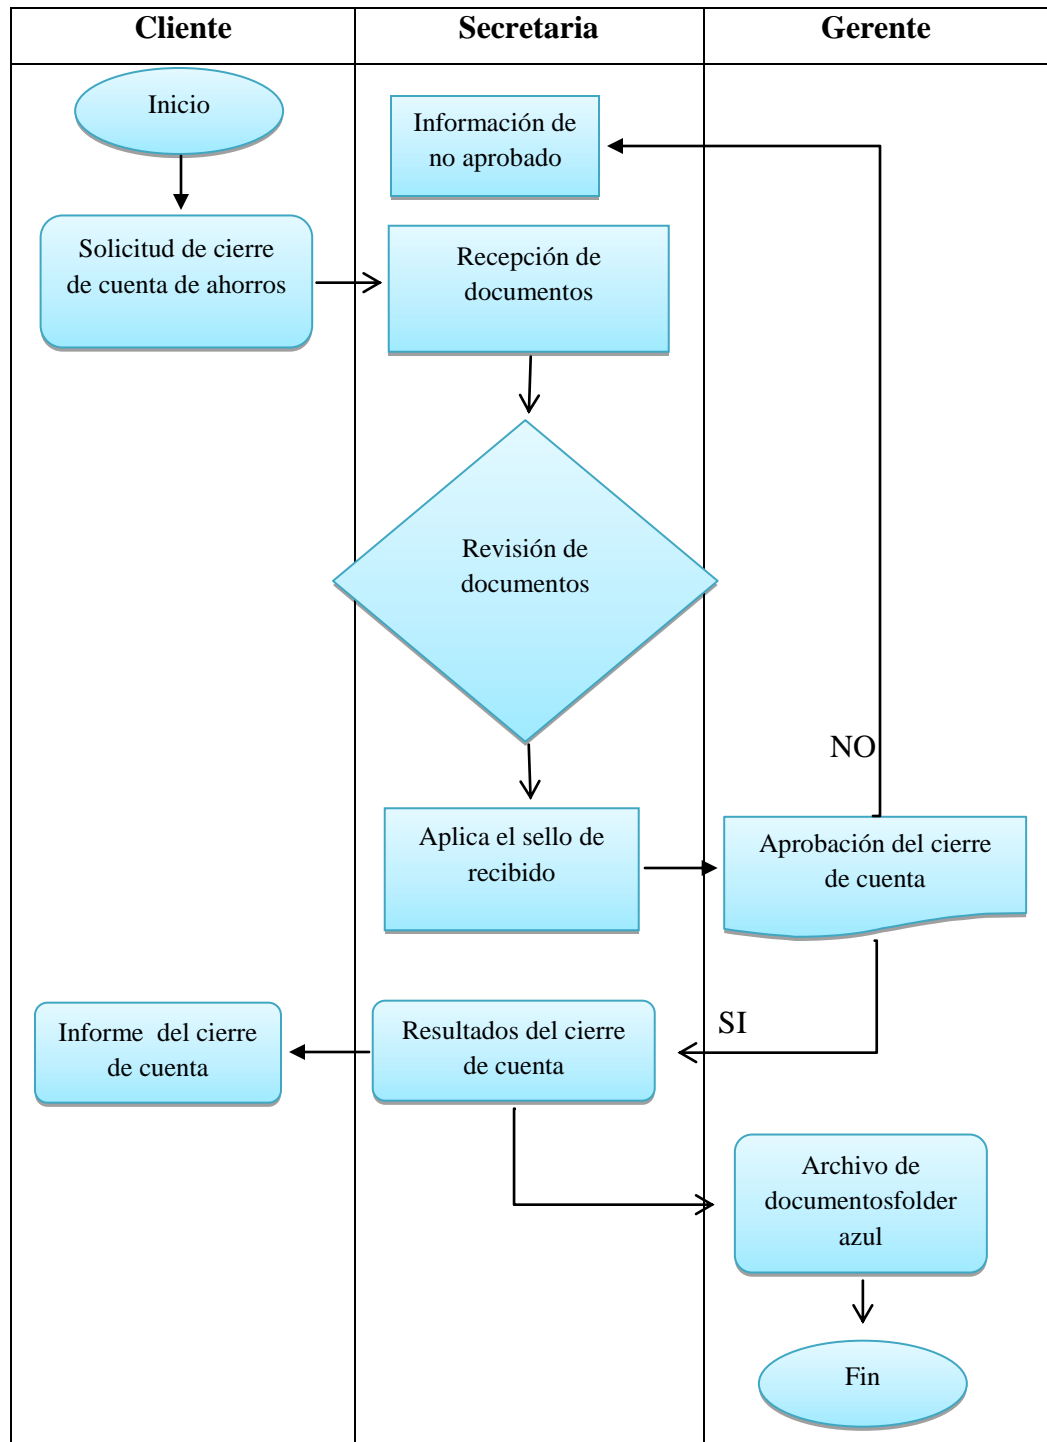 Cliente
Secretaria
Gerente
Inicio
Información de
no aprobado
Solicitud de cierre
de cuenta de ahorros
Recepción de
documentos
Revisión de
documentos
NO
Aplica el sello de
recibido
Aprobación del cierre
de cuenta
SI
Informe  del cierre
de cuenta
Resultados del cierre
de cuenta
Archivo de
documentosfolder
azul
Fin